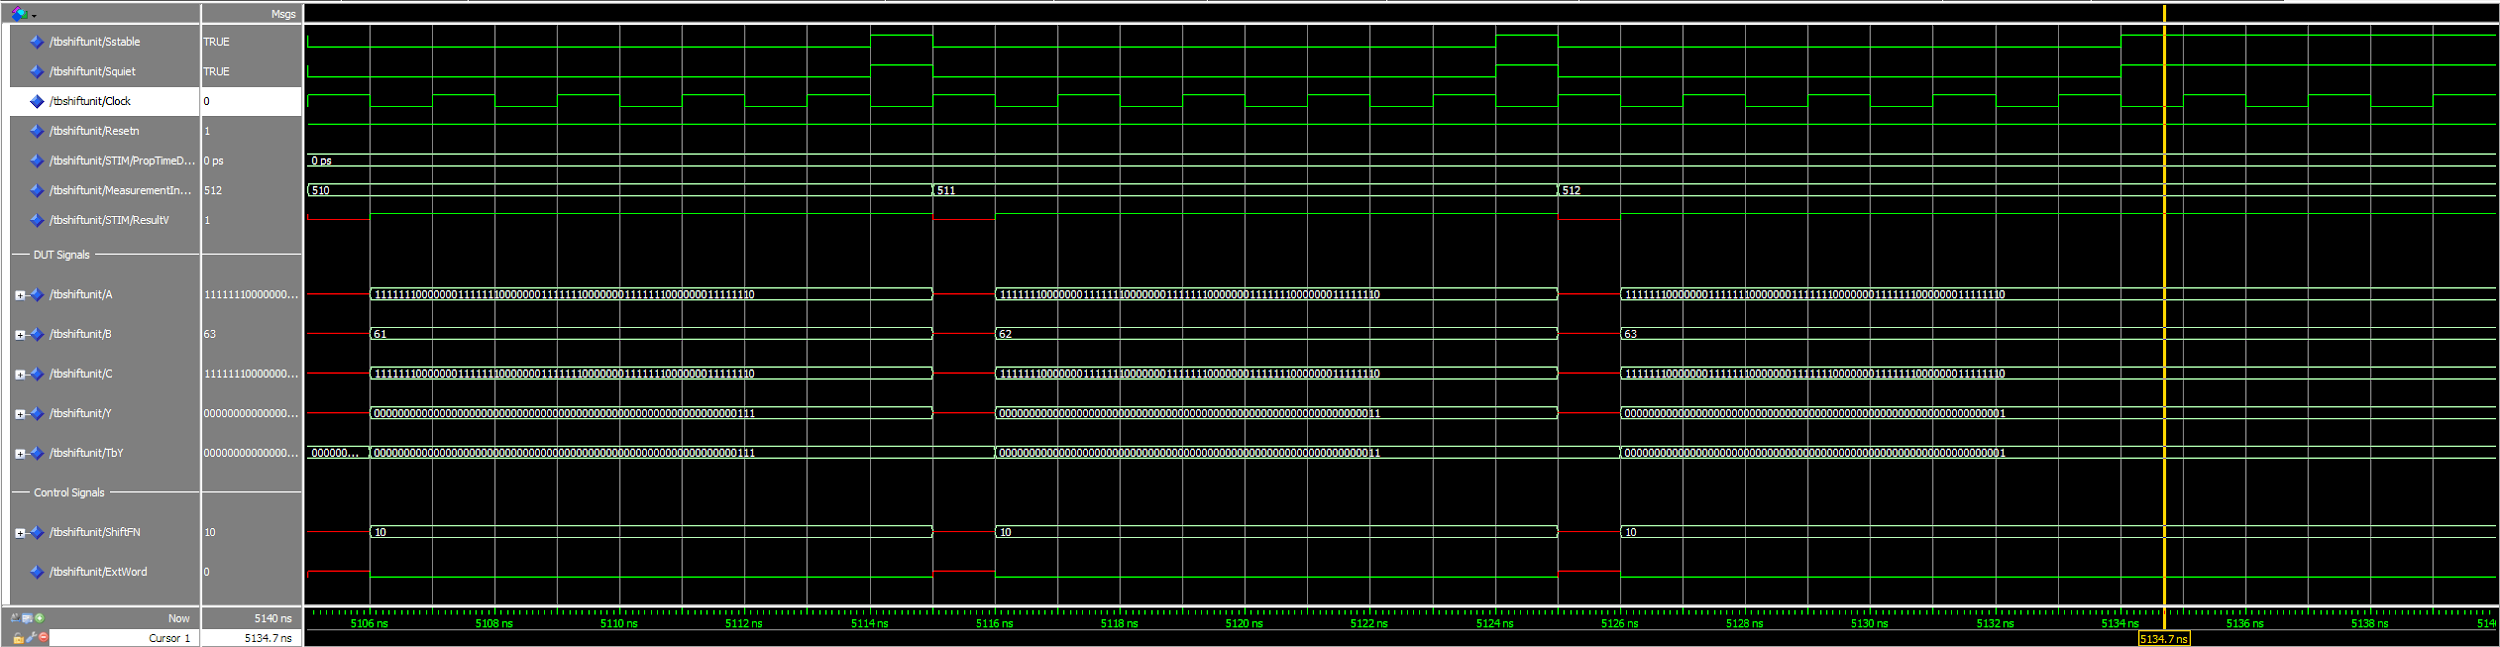 Msgs
/tbshiftunit/Sstable TRUE
/tbshiftunit/Squiet TRUE
/tbshiftunit/Clock 0
/tbshiftunit/Resetn 1
/tbshiftunit/STIM/PropTimeD... 0 ps 0 ps
/tbshiftunit/MeasurementIn... 512 510 511 512
/tbshiftunit/STIM/ResultV 1
DUT Signals
/tbshiftunit/A 11111110000000... 1111111000000011111110000000111111100000001111111000000011111110 1111111000000011111110000000111111100000001111111000000011111110 1111111000000011111110000000111111100000001111111000000011111110
/tbshiftunit/B 63 61 62 63
/tbshiftunit/C 11111110000000... 1111111000000011111110000000111111100000001111111000000011111110 1111111000000011111110000000111111100000001111111000000011111110 1111111000000011111110000000111111100000001111111000000011111110
/tbshiftunit/Y 00000000000000... 0000000000000000000000000000000000000000000000000000000000000111 0000000000000000000000000000000000000000000000000000000000000011 0000000000000000000000000000000000000000000000000000000000000001
/tbshiftunit/TbY 00000000000000... 000000... 0000000000000000000000000000000000000000000000000000000000000111 0000000000000000000000000000000000000000000000000000000000000011 0000000000000000000000000000000000000000000000000000000000000001
Control Signals
/tbshiftunit/ShiftFN 10 10 10 10
/tbshiftunit/ExtWord 0
Now 5140 ns 5106 ns 5108 ns 5110 ns 5112 ns 5114 ns 5116 ns 5118 ns 5120 ns 5122 ns 5124 ns 5126 ns 5128 ns 5130 ns 5132 ns 5134 ns 5136 ns 5138 ns 514
Cursor 1 5134.7 ns 5134.7 ns